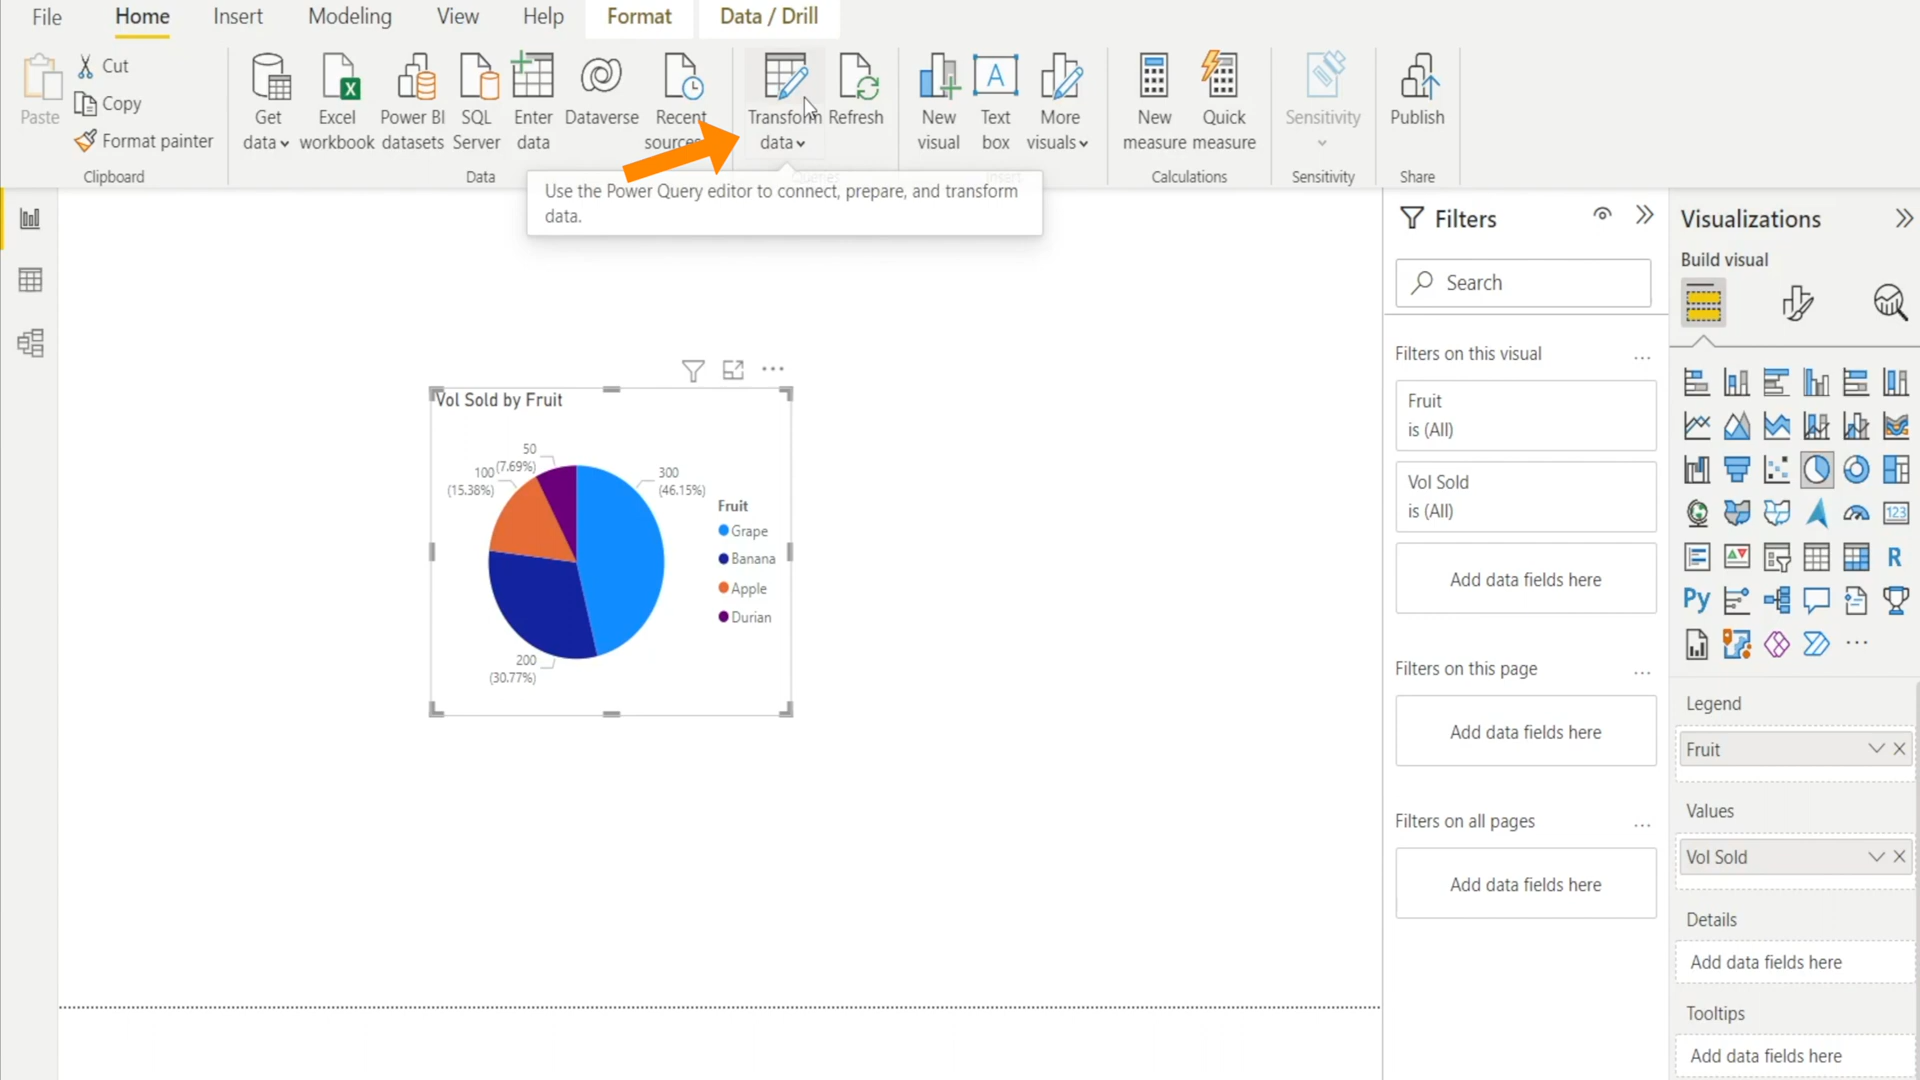 File Home Insert Modeling View Help Format Data / Drill
Paste
Cut
Copy
Format painter
Clipboard
Get
data
Excel
workbook
Power BI
datasets
SQL
Server
Enter
data
Dataverse
Recent
sources
Data
Transform
data
Refresh
Queries
New
visual
Text
box
More
visuals
Insert
New
measure
Quick
measure
Calculations
Sensitivity
Sensitivity
Publish
Share
Use the Power Query editor to connect, prepare, and transform
data.
Vol Sold by Fruit
50
(7.69%)
100
(15.38%)
300
(46.15%)
200
(30.77%)
Fruit
Grape
Banana
Apple
Durian
Filters
Search
Filters on this visual
...
Fruit
is (All)
Vol Sold
is (All)
Add data fields here
Filters on this page
...
Add data fields here
Filters on all pages
...
Add data fields here
Visualizations
Build visual
123
R
Py
...
Legend
Fruit
Values
Vol Sold
Details
Add data fields here
Tooltips
Add data fields here